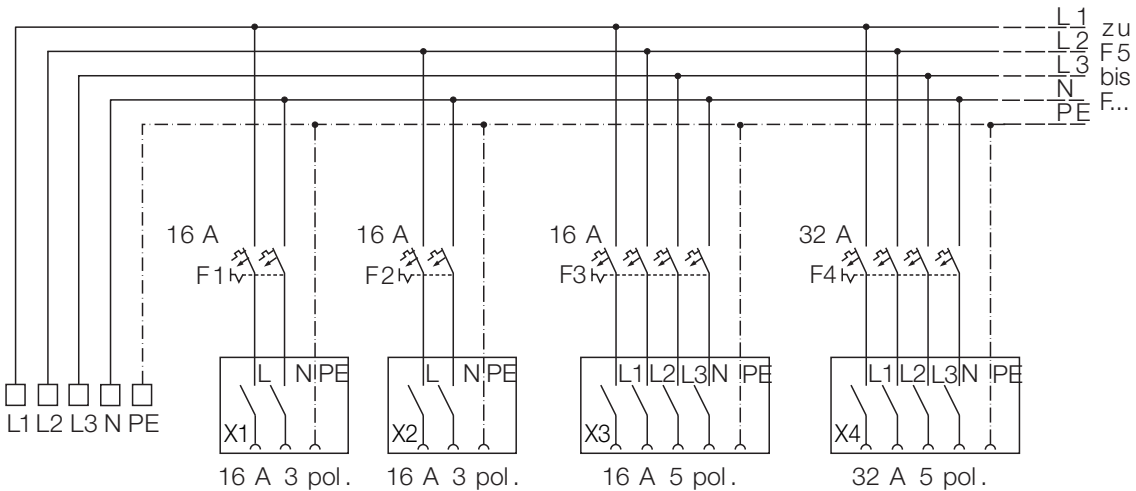 L1 zu
L2 F5
L3 bis
N F...
PE
16 A
16 A
16 A
32 A
F1
F2
F3
F4
L N PE
L N PE
L1 L2 L3 N PE
L1 L2 L3 N PE
L1 L2 L3 N PE
X1
X2
X3
X4
16 A 3 pol.
16 A 3 pol.
16 A 5 pol.
32 A 5 pol.